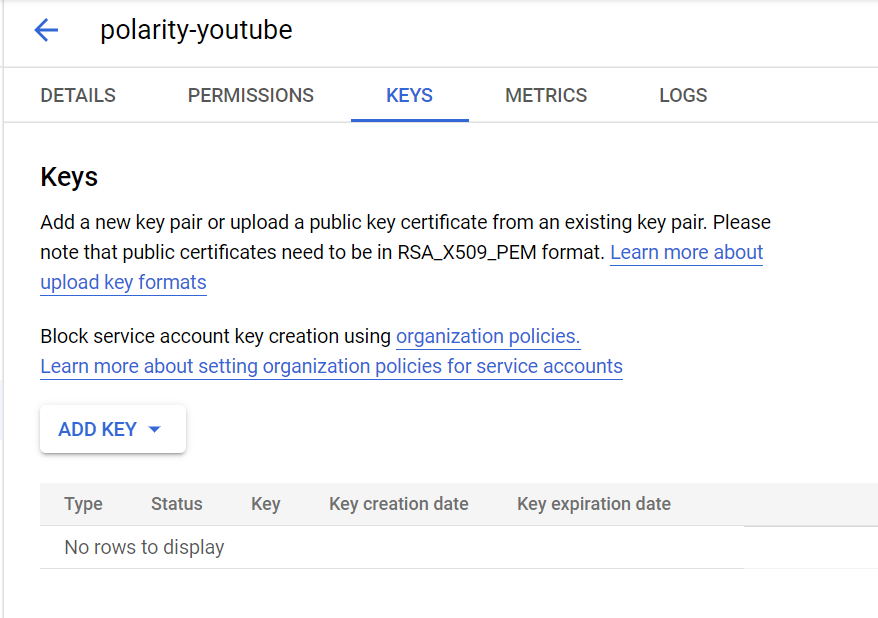 polarity-youtube
DETAILS PERMISSIONS KEYS METRICS LOGS
Keys
Add a new key pair or upload a public key certificate from an existing key pair. Please
note that public certificates need to be in RSA_X509_PEM format. Learn more about
upload key formats
Block service account key creation using organization policies.
Learn more about setting organization policies for service accounts
ADD KEY
Type Status Key Key creation date Key expiration date
No rows to display